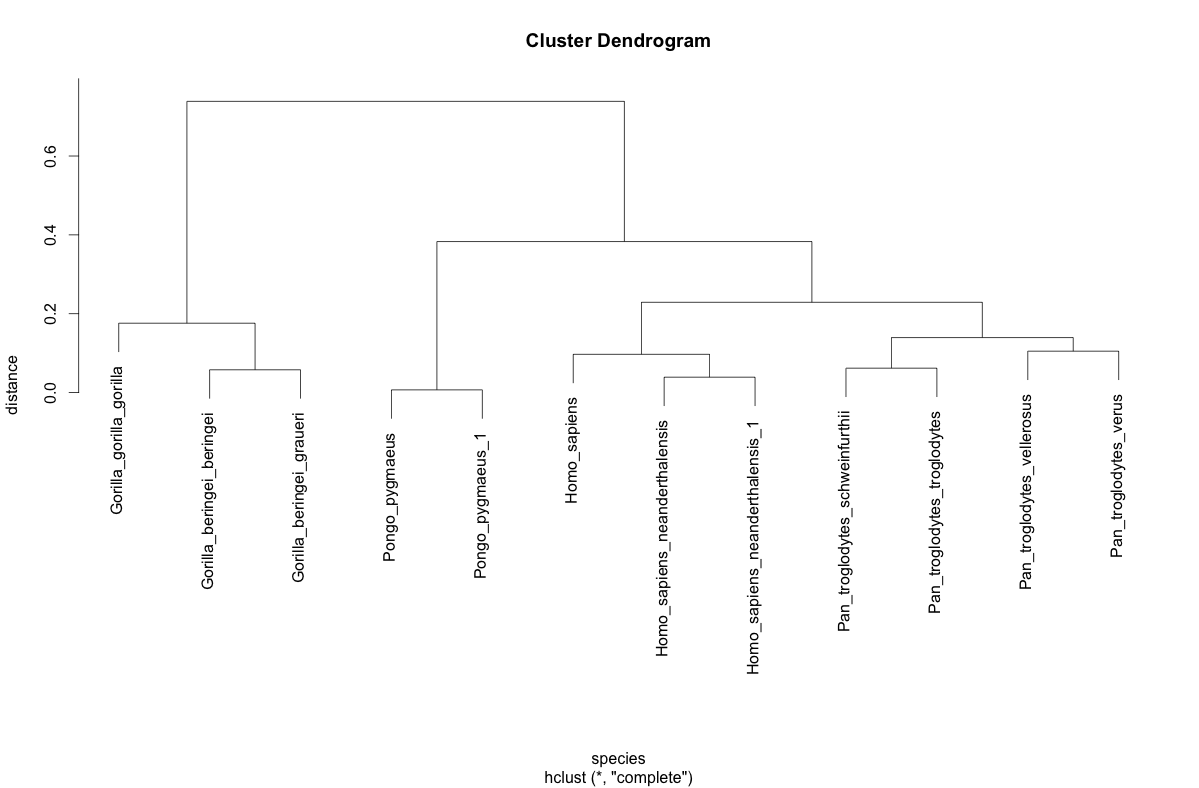 Cluster Dendrogram
distance
0.0
0.2
0.4
0.6
Gorilla_gorilla_gorilla
Gorilla_beringei_beringei
Gorilla_beringei_graueri
Pongo_pygmaeus
Pongo_pygmaeus_1
Homo_sapiens
Homo_sapiens_neanderthalensis
Homo_sapiens_neanderthalensis_1
Pan_troglodytes_schweinfurthii
Pan_troglodytes_troglodytes
Pan_troglodytes_vellerosus
Pan_troglodytes_verus
species
hclust (*, "complete")